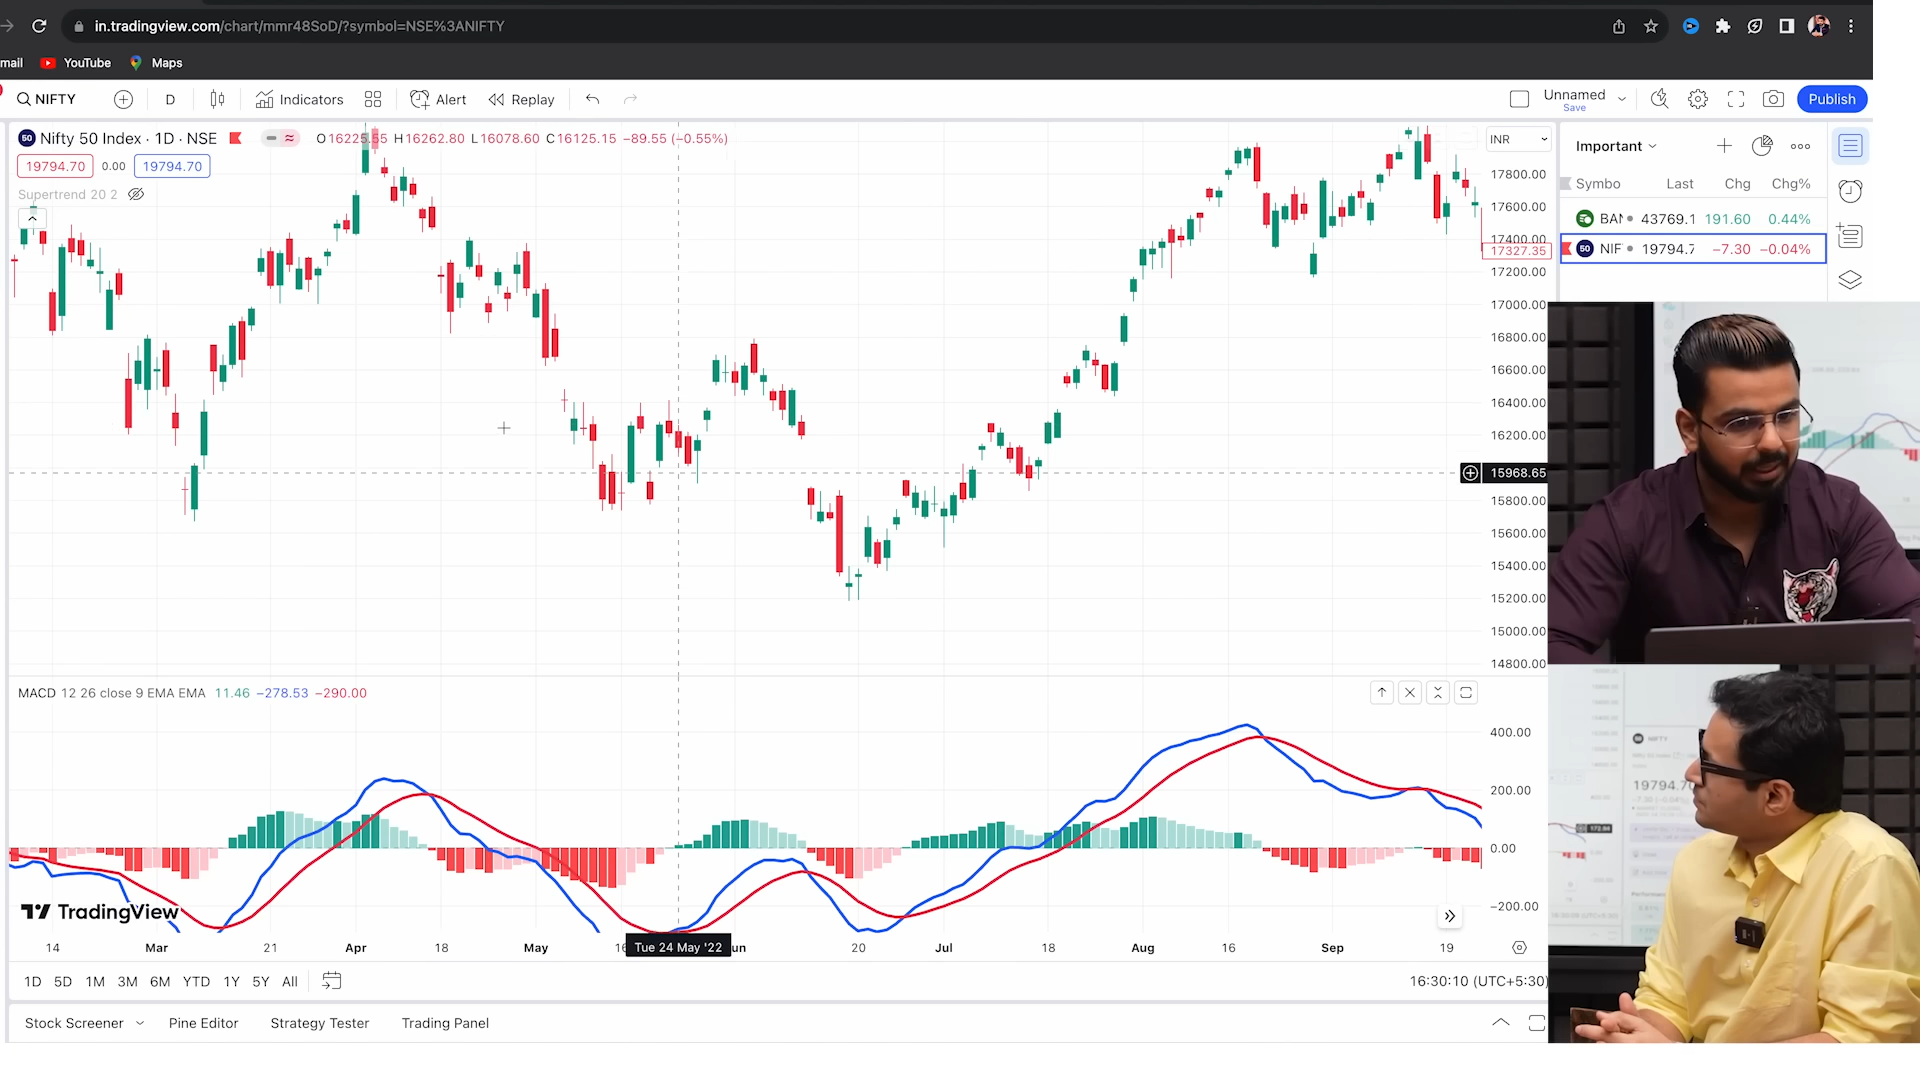 in.tradingview.com/chart/mmr48SoD/?symbol=NSE%3ANIFTY
mail YouTube Maps
NIFTY D Indicators Alert Replay Unnamed Save Publish
50 Nifty 50 Index · 1D · NSE O16225.55 H16262.80 L16078.60 C16125.15 −89.55 (−0.55%) INR
19794.70 0.00 19794.70
Supertrend 20 2
17800.00
17600.00
17400.00
17327.35
17200.00
17000.00
16800.00
16600.00
16400.00
16200.00
15968.65
15800.00
15600.00
15400.00
15200.00
15000.00
14800.00
Important
Symbo Last Chg Chg%
BAN 43769.1 191.60 0.44%
50 NIF 19794.7 −7.30 −0.04%
MACD 12 26 close 9 EMA EMA 11.46 −278.53 −290.00
400.00
200.00
0.00
−200.00
TradingView
14 Mar 21 Apr 18 May 16 Tue 24 May '22 un 20 Jul 18 Aug 16 Sep 19
1D 5D 1M 3M 6M YTD 1Y 5Y All 16:30:10 (UTC+5:30)
Stock Screener Pine Editor Strategy Tester Trading Panel
NIFTY
19794.70